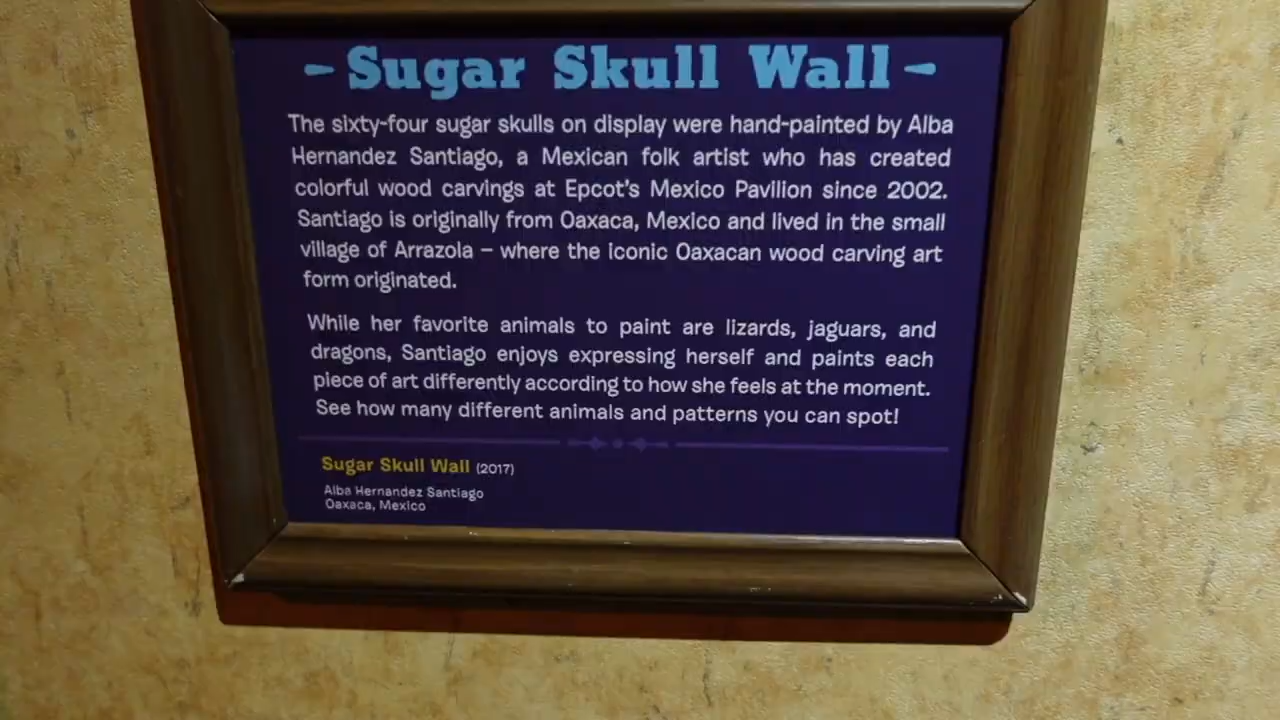 - Sugar Skull Wall -
The sixty-four sugar skulls on display were hand-painted by Alba
Hernandez Santiago, a Mexican folk artist who has created
colorful wood carvings at Epcot's Mexico Pavilion since 2002.
Santiago is originally from Oaxaca, Mexico and lived in the small
village of Arrazola – where the iconic Oaxacan wood carving art
form originated.
While her favorite animals to paint are lizards, jaguars, and
dragons, Santiago enjoys expressing herself and paints each
piece of art differently according to how she feels at the moment.
See how many different animals and patterns you can spot!
Sugar Skull Wall (2017)
Alba Hernandez Santiago
Oaxaca, Mexico